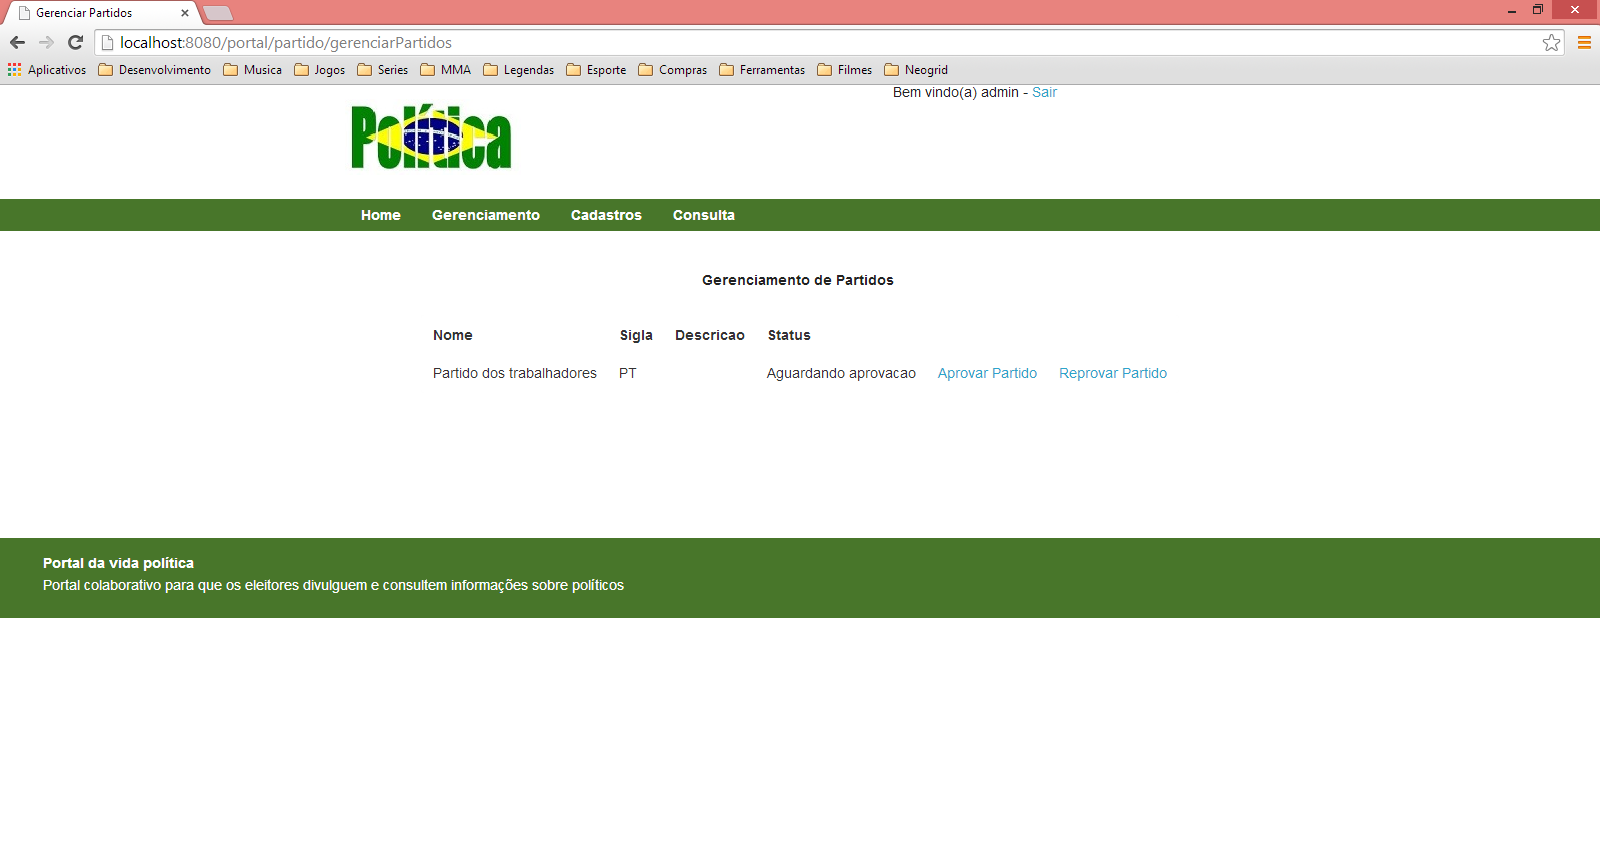 Gerenciar Partidos
localhost:8080/portal/partido/gerenciarPartidos
Aplicativos Desenvolvimento Musica Jogos Series MMA Legendas Esporte Compras Ferramentas Filmes Neogrid
Bem vindo(a) admin - Sair
Política
Home Gerenciamento Cadastros Consulta
Gerenciamento de Partidos
Nome Sigla Descricao Status
Partido dos trabalhadores PT Aguardando aprovacao Aprovar Partido Reprovar Partido
Portal da vida política
Portal colaborativo para que os eleitores divulguem e consultem informações sobre políticos